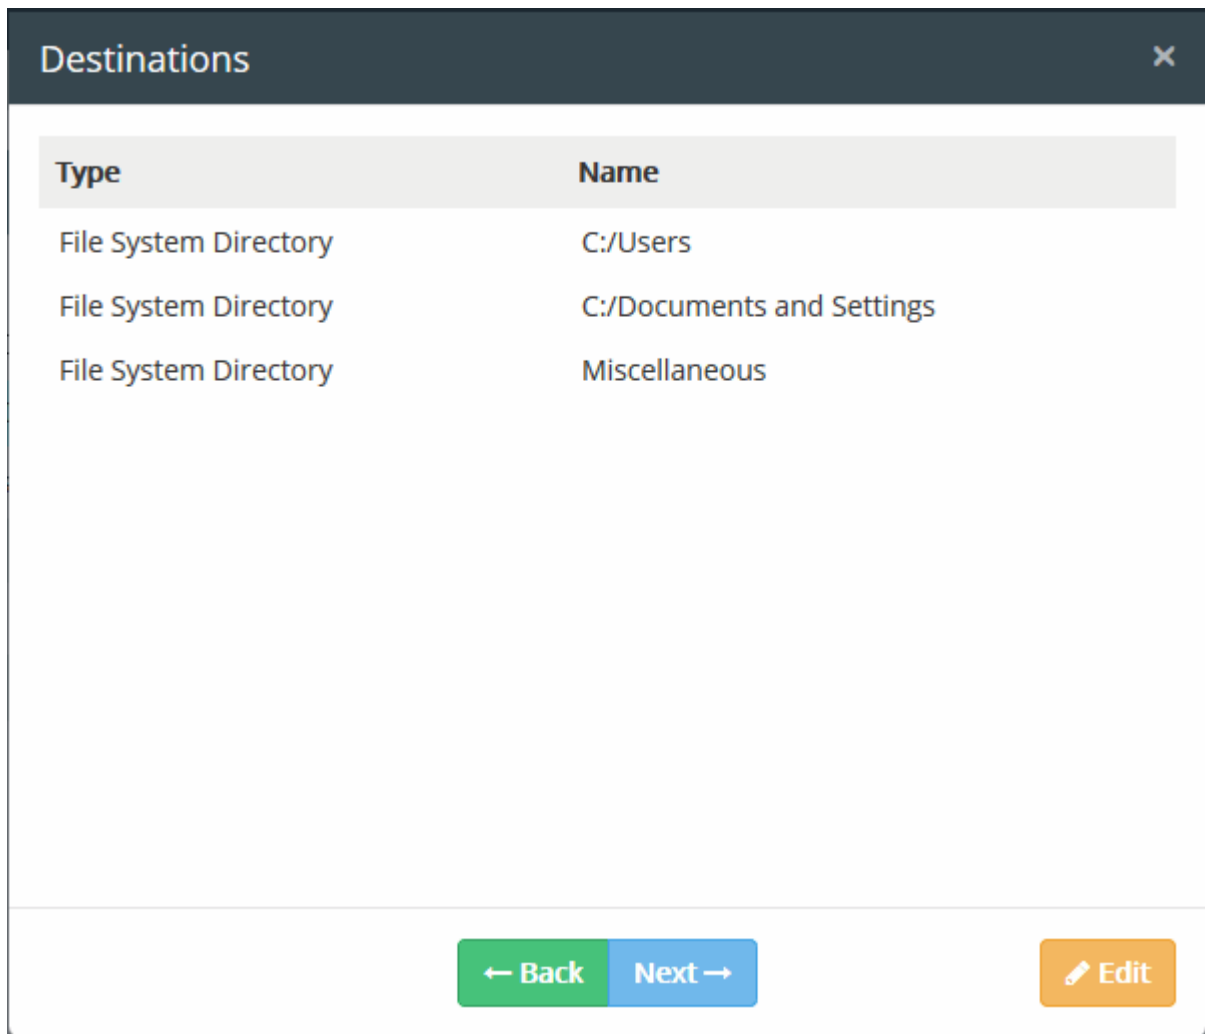 Destinations ×
Type Name
File System Directory C:/Users
File System Directory C:/Documents and Settings
File System Directory Miscellaneous
← Back Next → Edit